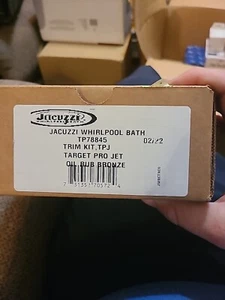 Jacuzzi
JACUZZI WHIRLPOOL BATH
TP78845 02/22
TRIM KIT,TPJ
TARGET PRO JET
OIL RUB BRONZE